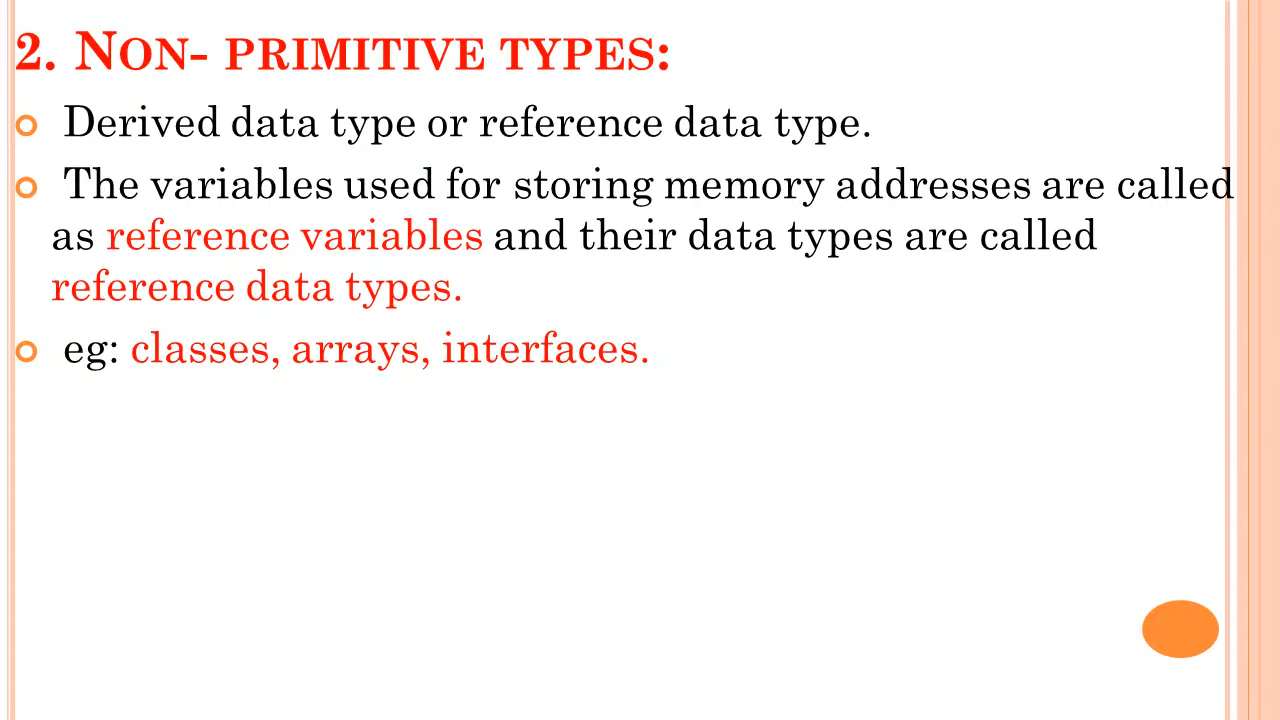 2. NON- PRIMITIVE TYPES:
Derived data type or reference data type.
The variables used for storing memory addresses are called
as reference variables and their data types are called
reference data types.
eg: classes, arrays, interfaces.